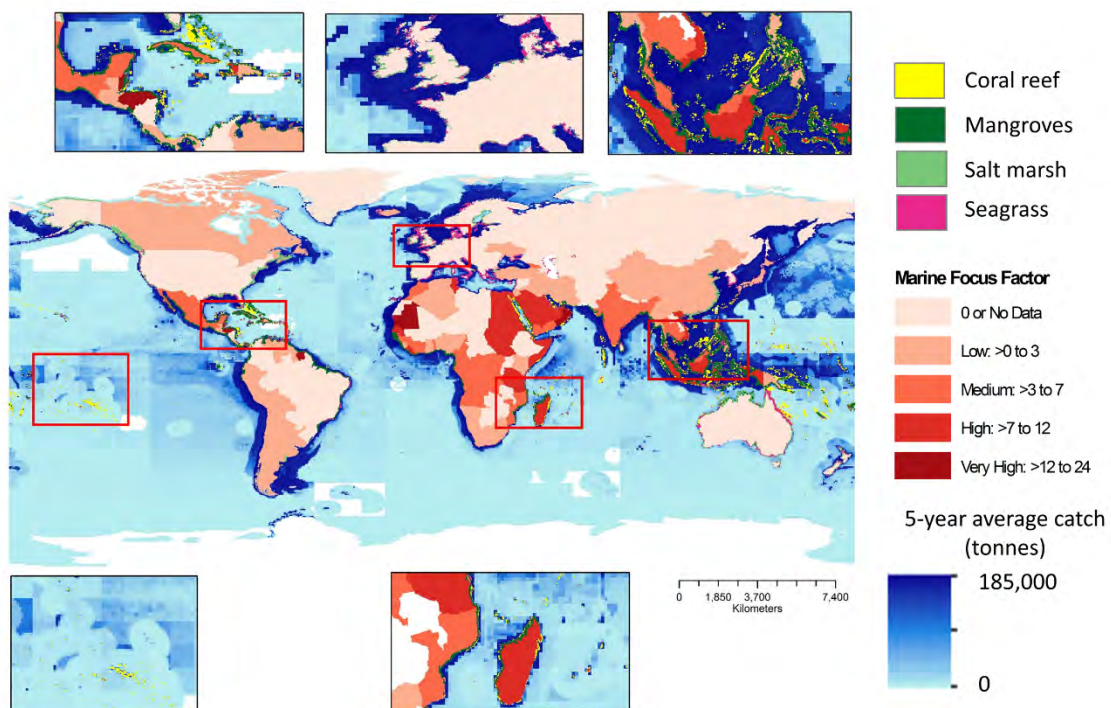 Coral reef
Mangroves
Salt marsh
Seagrass
Marine Focus Factor
0 or No Data
Low: >0 to 3
Medium: >3 to 7
High: >7 to 12
Very High: >12 to 24
5-year average catch
(tonnes)
185,000
0
0 1,850 3,700 7,400
Kilometers